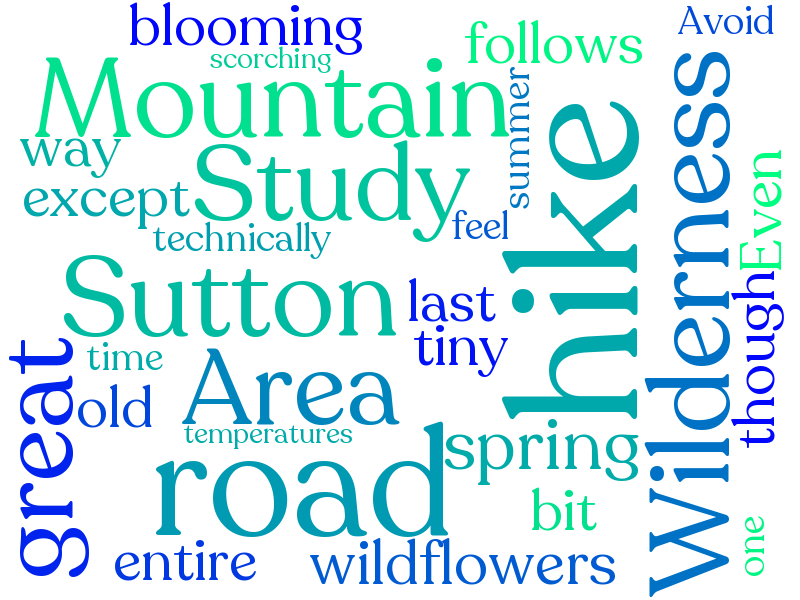 blooming
Avoid
follows
scorching
Mountain
summer
hike
Wilderness
way
Study
Even
except
feel
technically
Sutton
last
though
tiny
great
time
Area
old
temperatures
road
spring
bit
one
entire
wildflowers